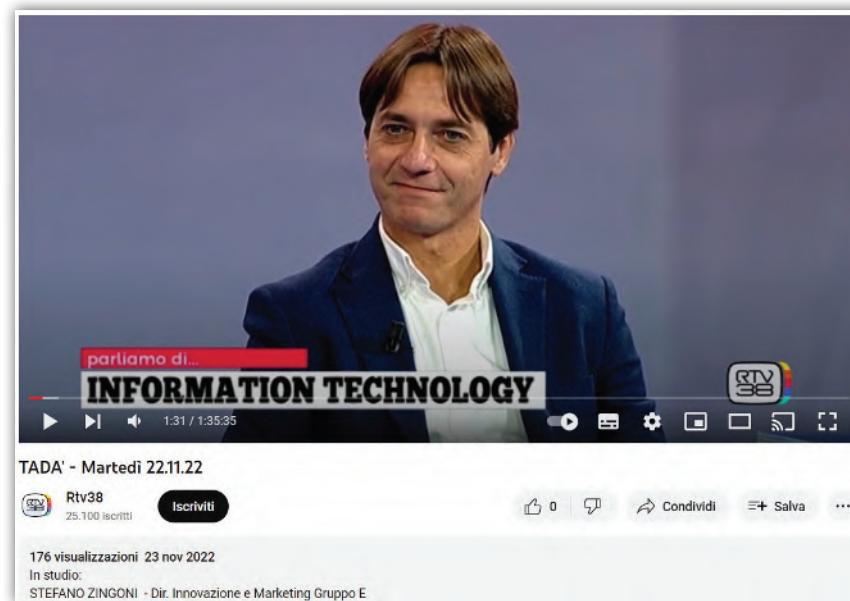 parliamo di...
INFORMATION TECHNOLOGY
RTV
38
1:31 / 1:35:35
TADA' - Martedì 22.11.22
Rtv38
25.100 iscritti
Iscriviti
0
Condividi
Salva
176 visualizzazioni 23 nov 2022
In studio:
STEFANO ZINGONI - Dir. Innovazione e Marketing Gruppo E